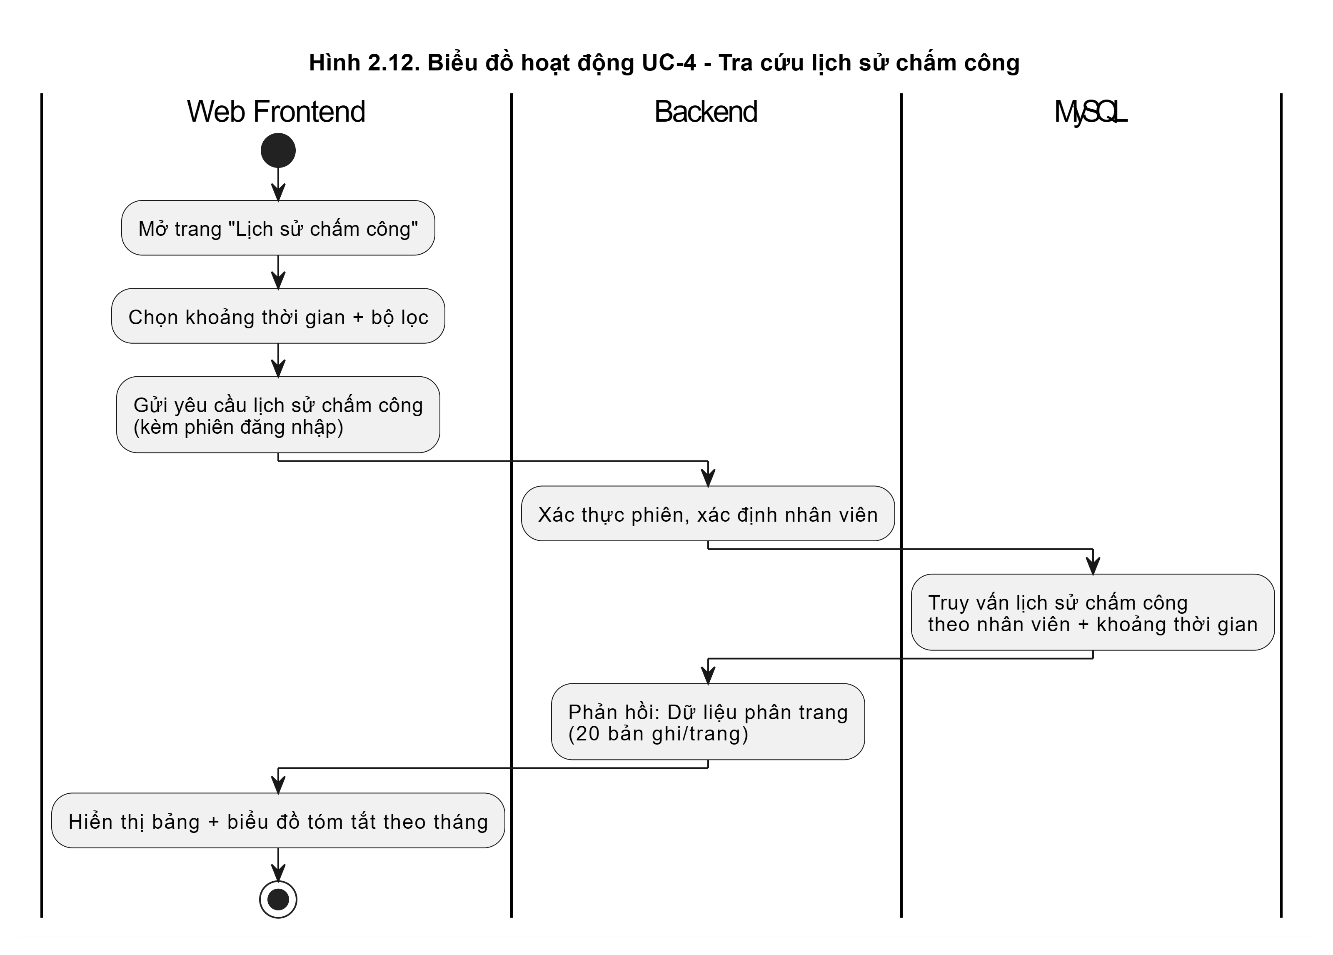 Hình 2.12. Biểu đồ hoạt động UC-4 - Tra cứu lịch sử chấm công
Web Frontend
Backend
MySQL
Mở trang "Lịch sử chấm công"
Chọn khoảng thời gian + bộ lọc
Gửi yêu cầu lịch sử chấm công
(kèm phiên đăng nhập)
Xác thực phiên, xác định nhân viên
Truy vấn lịch sử chấm công
theo nhân viên + khoảng thời gian
Phản hồi: Dữ liệu phân trang
(20 bản ghi/trang)
Hiển thị bảng + biểu đồ tóm tắt theo tháng